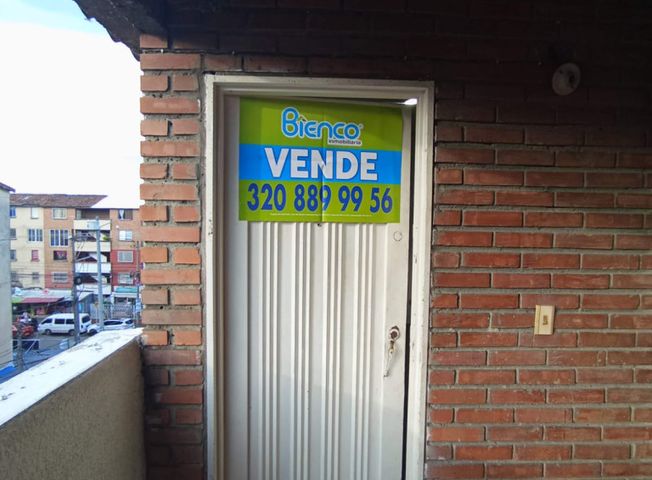 Bienco
inmobiliaria
VENDE
320 889 99 56